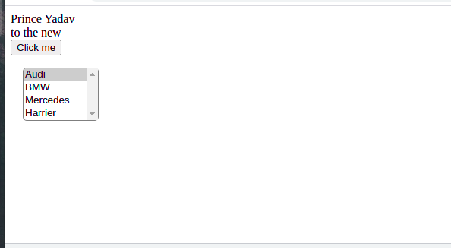 Prince Yadav
to the new
Click me
Audi
BMW
Mercedes
Harrier